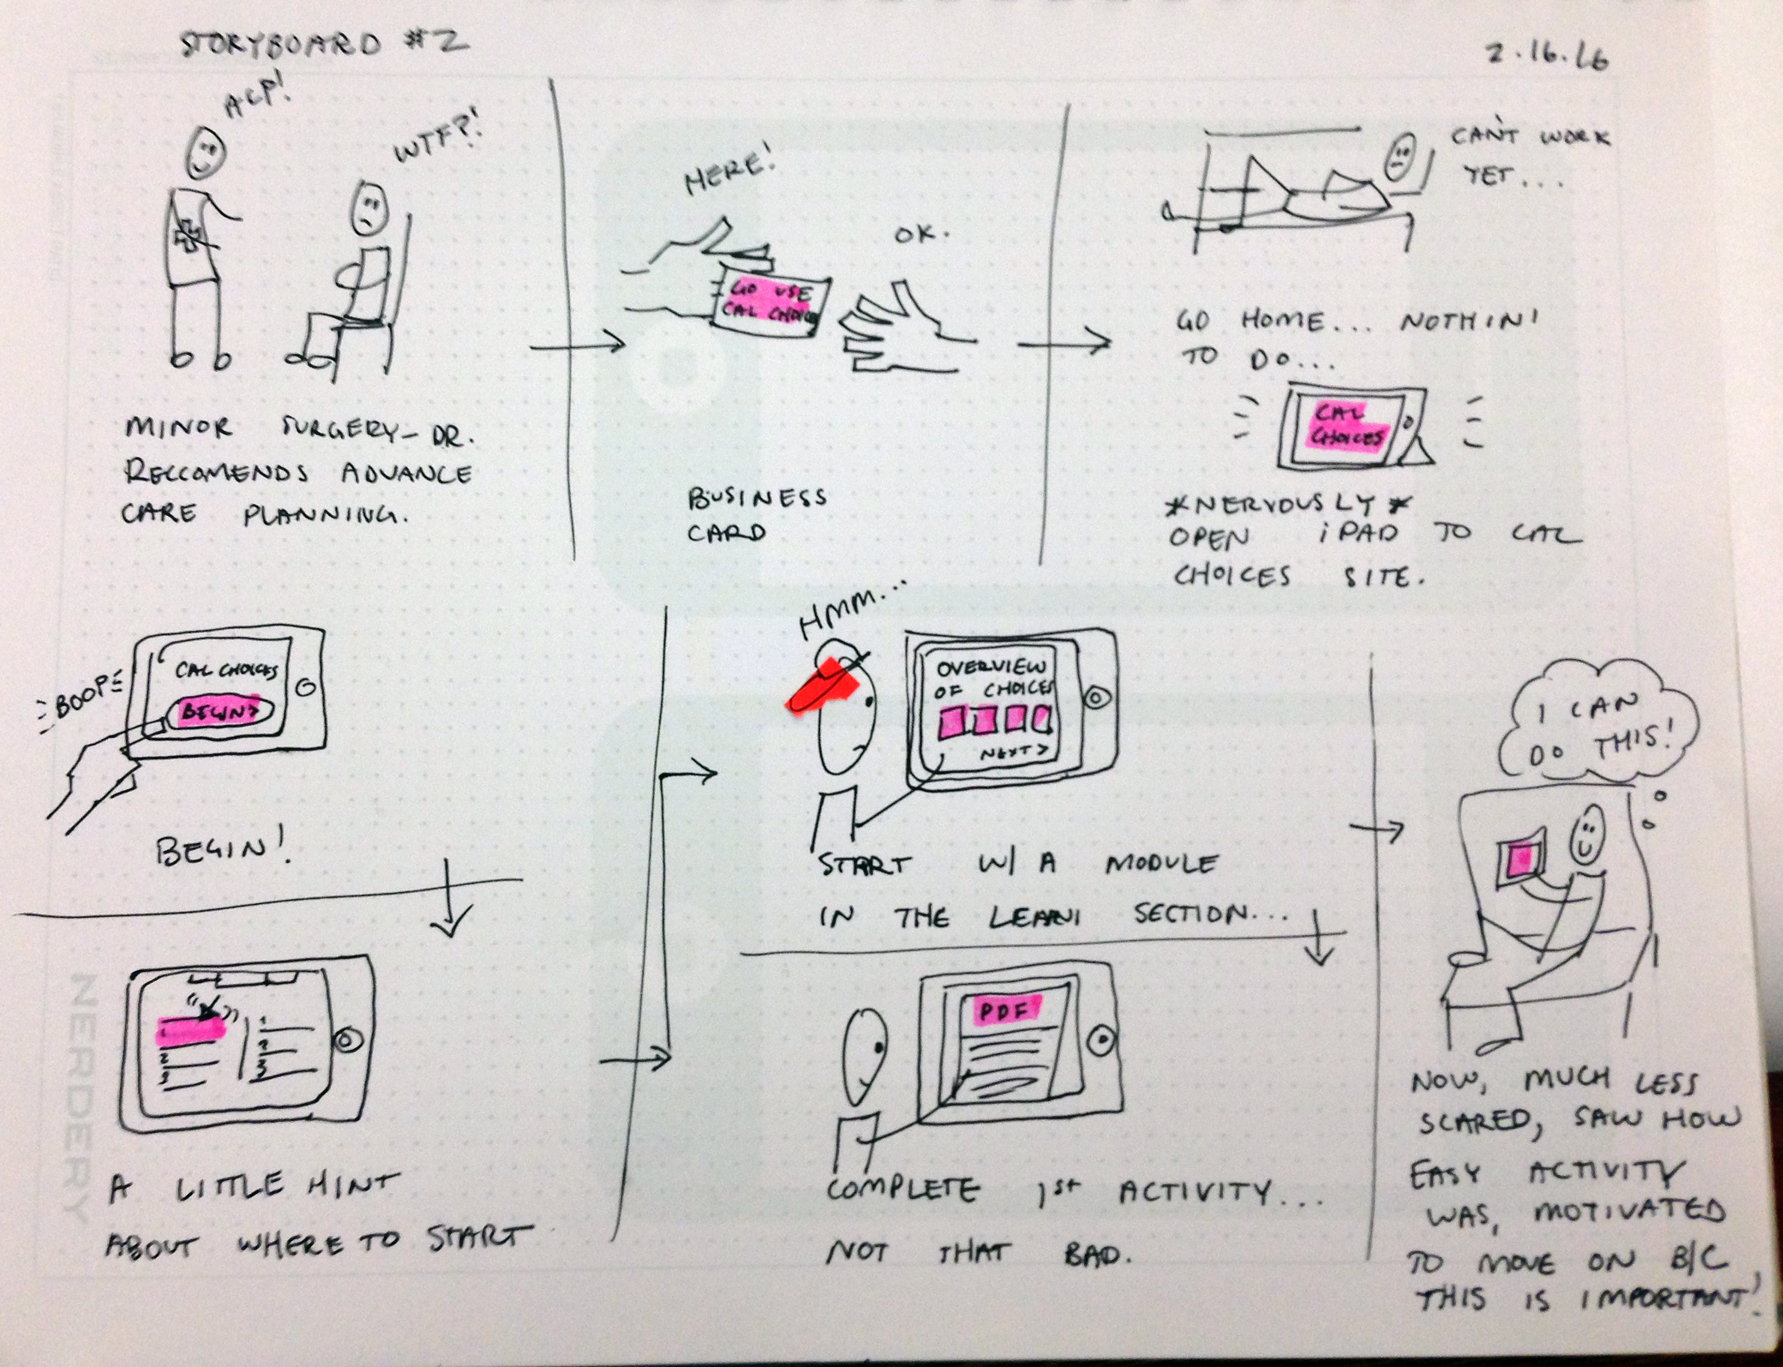 STORYBOARD #2
2.16.16
ACP!
WTF?!
MINOR SURGERY - DR.
RECCOMENDS ADVANCE
CARE PLANNING.
HERE!
OK.
GO USE
CAL CHOICES
BUSINESS
CARD
CAN'T WORK
YET...
GO HOME... NOTHIN'
TO DO...
CAL
CHOICES
*NERVOUSLY*
OPEN iPAD TO CAL
CHOICES SITE.
BOOP
CAL CHOICES
BEGIN>
BEGIN!
1
2
3
1
2
3
A LITTLE HINT
ABOUT WHERE TO START
HMM...
OVERVIEW
OF CHOICES
NEXT>
START W/ A MODULE
IN THE LEARN SECTION...
PDF
COMPLETE 1st ACTIVITY...
NOT THAT BAD.
I CAN
DO THIS!
NOW, MUCH LESS
SCARED, SAW HOW
EASY ACTIVITY
WAS, MOTIVATED
TO MOVE ON B/C
THIS IS IMPORTANT!
NERDERY